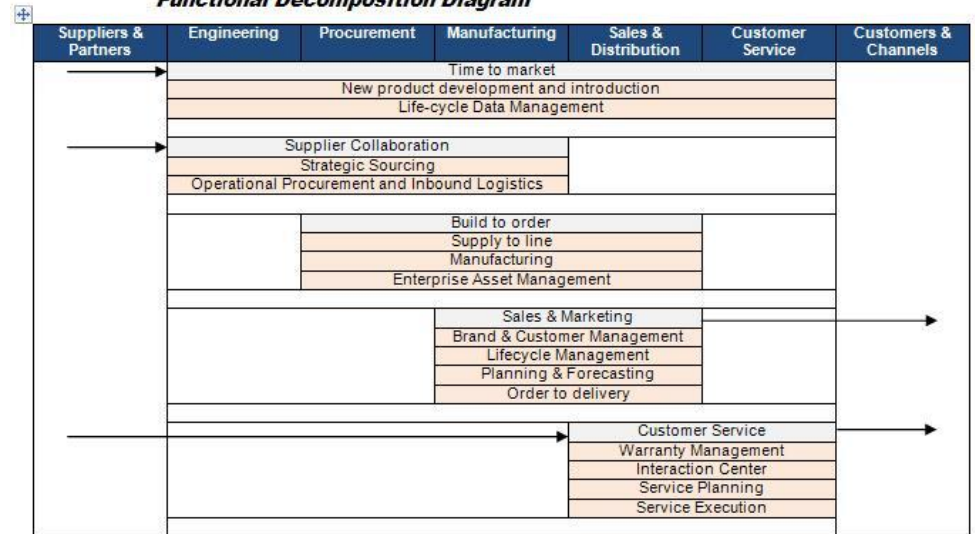 Functional Decomposition Diagram
Suppliers & Partners
Engineering
Procurement
Manufacturing
Sales & Distribution
Customer Service
Customers & Channels
Time to market
New product development and introduction
Life-cycle Data Management
Supplier Collaboration
Strategic Sourcing
Operational Procurement and Inbound Logistics
Build to order
Supply to line
Manufacturing
Enterprise Asset Management
Sales & Marketing
Brand & Customer Management
Lifecycle Management
Planning & Forecasting
Order to delivery
Customer Service
Warranty Management
Interaction Center
Service Planning
Service Execution